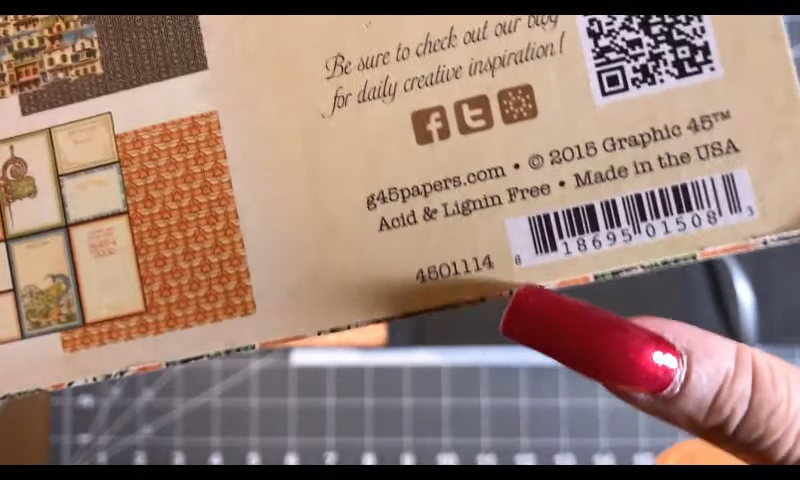 Be sure to check out our blog
for daily creative inspiration!
g45papers.com • © 2015 Graphic 45™
Acid & Lignin Free • Made in the USA
4501114
8 18695 01508 3